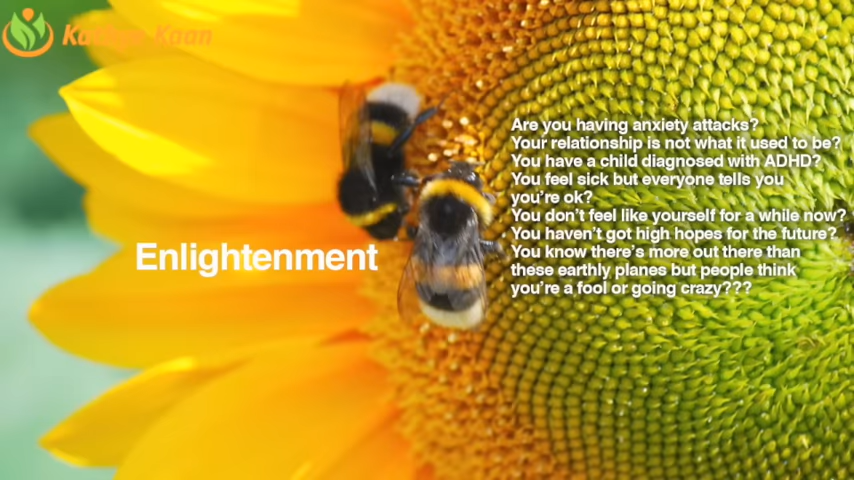 Kaan
Enlightenment
Are you having anxiety attacks?
Your relationship is not what it used to be?
You have a child diagnosed with ADHD?
You feel sick but everyone tells you
you're ok?
You don't feel like yourself for a while now?
You haven't got high hopes for the future?
You know there's more out there than
these earthly planes but people think
you're a fool or going crazy???